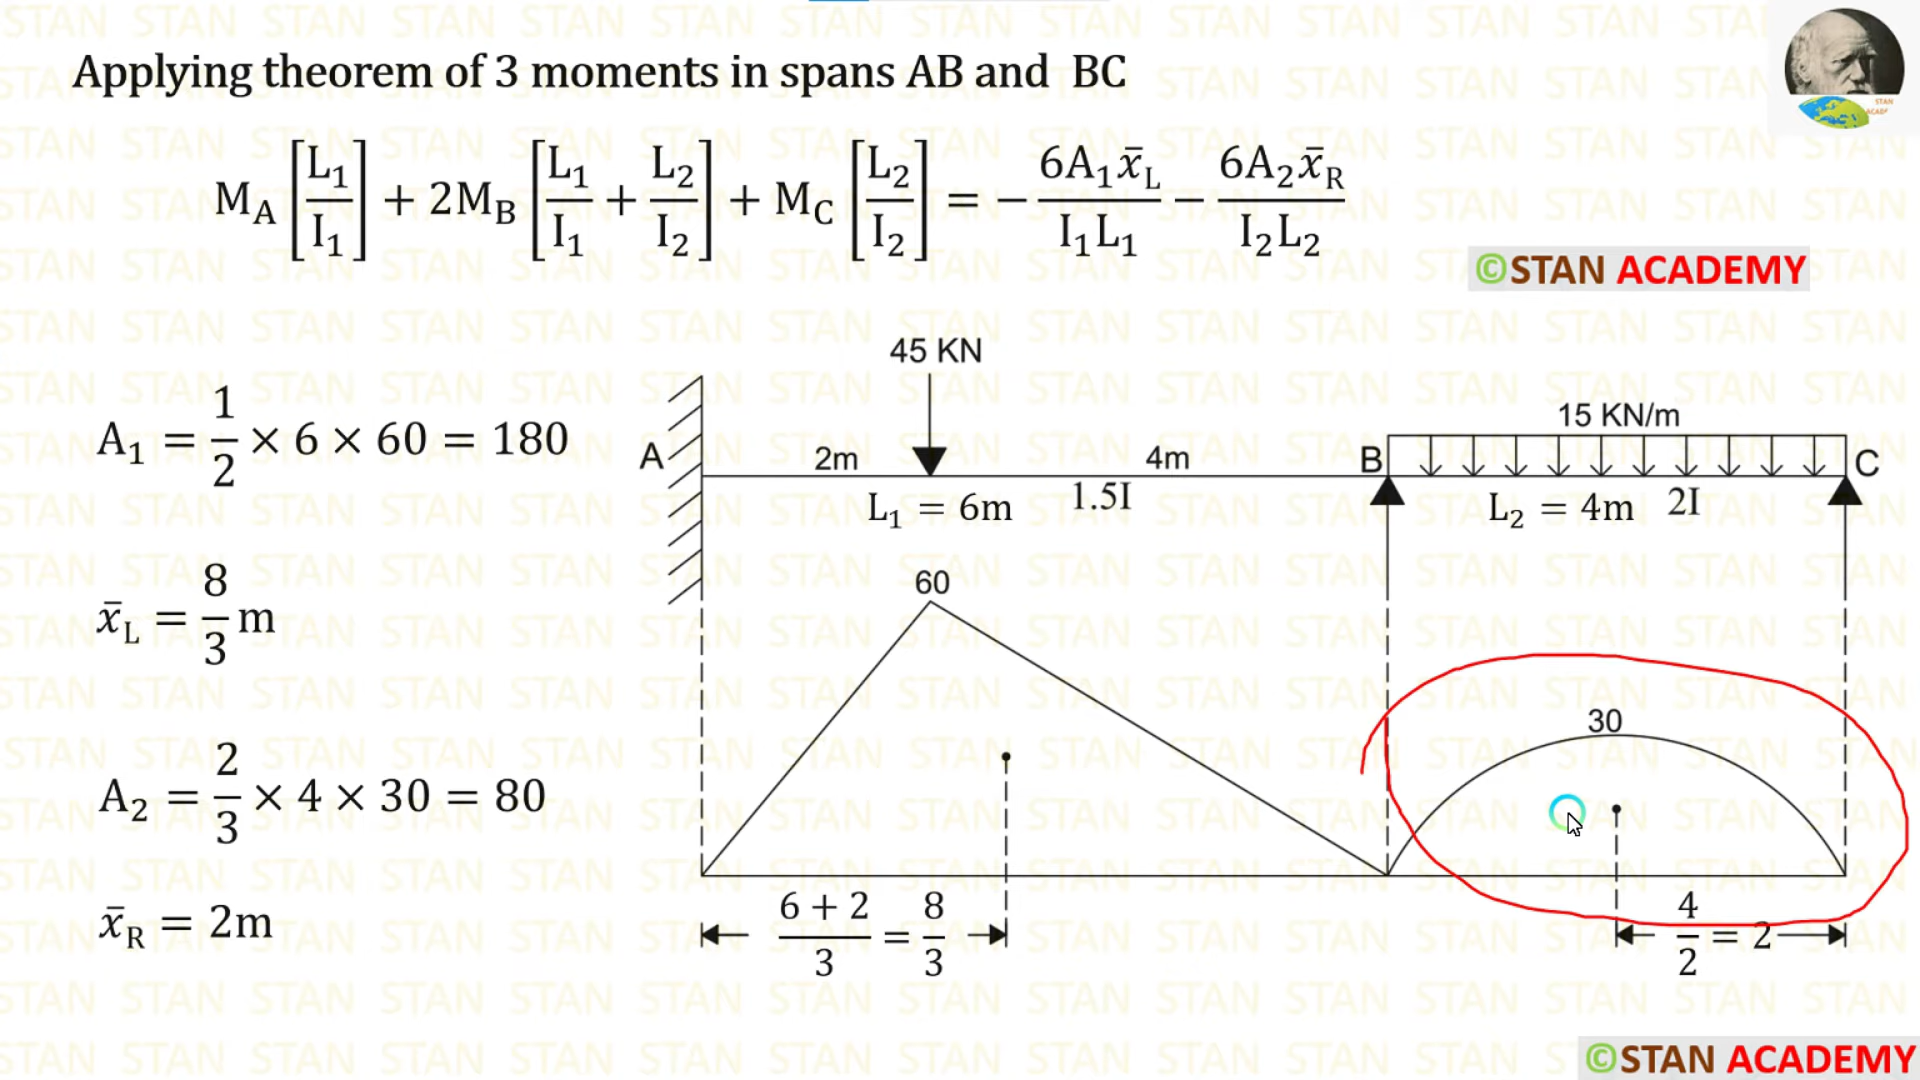 Applying theorem of 3 moments in spans AB and BC
M_A [L₁/I₁] + 2M_B [L₁/I₁ + L₂/I₂] + M_C [L₂/I₂] = − 6A₁x̄_L/I₁L₁ − 6A₂x̄_R/I₂L₂
STAN ACADEMY
©STAN ACADEMY
45 KN
A₁ = 1/2 × 6 × 60 = 180
15 KN/m
A 2m 4m B C
L₁ = 6m 1.5I L₂ = 4m 2I
60
x̄_L = 8/3 m
30
A₂ = 2/3 × 4 × 30 = 80
x̄_R = 2m
6 + 2/3 = 8/3
4/2 = 2
©STAN ACADEMY